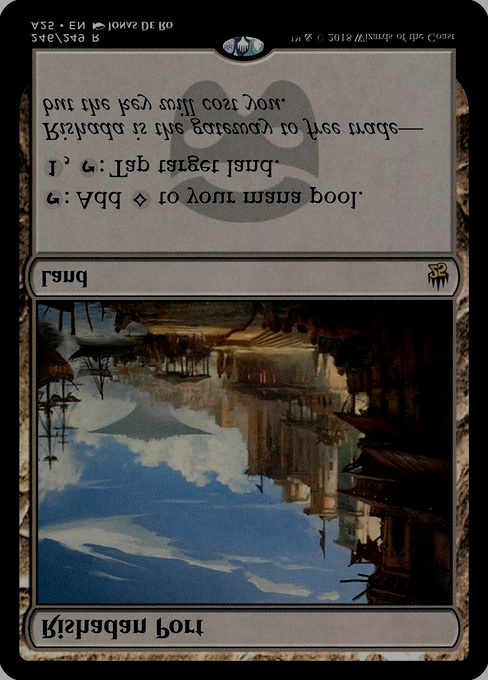 Rishadan Port
Land
25
T: Add ◇ to your mana pool.
1, T: Tap target land.
Rishada is the gateway to free trade—
but the key will cost you.
246/249 R
A25 • EN Jonas De Ro
™ & © 2018 Wizards of the Coast